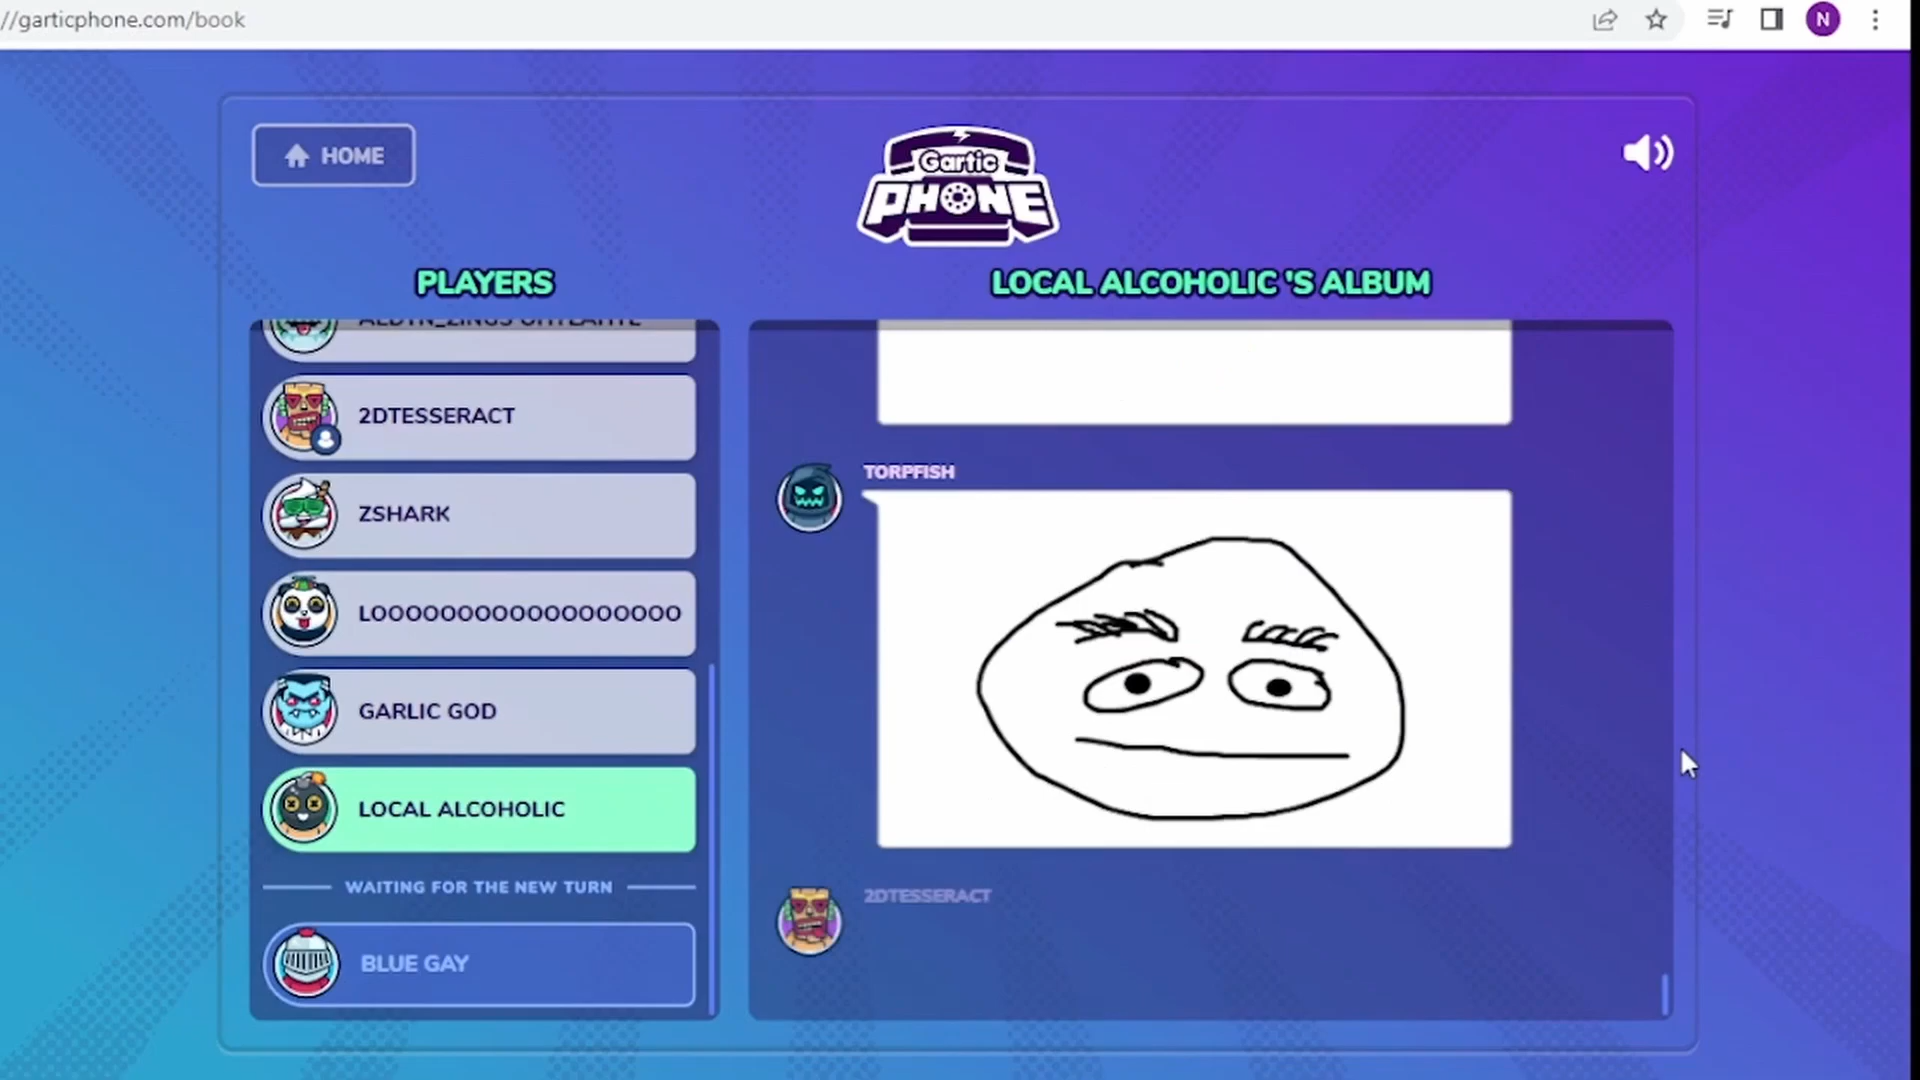 //garticphone.com/book
N
HOME
Gartic
PHONE
PLAYERS
LOCAL ALCOHOLIC 'S ALBUM
2DTESSERACT
ZSHARK
LOOOOOOOOOOOOOOOOOO
GARLIC GOD
LOCAL ALCOHOLIC
WAITING FOR THE NEW TURN
BLUE GAY
TORPFISH
2DTESSERACT